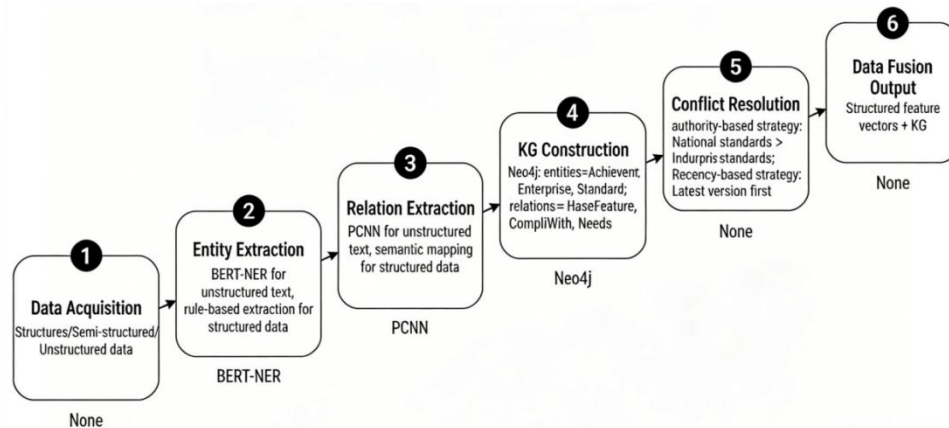 1
Data Acquisition
Structures/Semi-structured/
Unstructured data
None
2
Entity Extraction
BERT-NER for
unstructured text,
rule-based extraction for
structured data
BERT-NER
3
Relation Extraction
PCNN for unstructured
text, semantic mapping
for structured data
PCNN
4
KG Construction
Neo4j: entities=Achievent,
Enterprise, Standard;
relations= HaseFeature,
CompliWith, Needs
Neo4j
5
Conflict Resolution
authority-based strategy:
National standards >
Indurpris standards;
Recency-based strategy:
Latest version first
None
6
Data Fusion
Output
Structured feature
vectors + KG
None